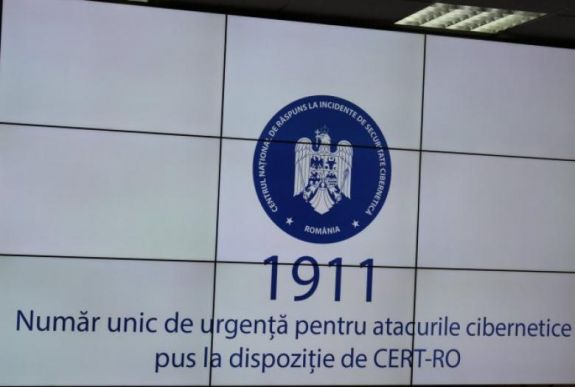 CENTRUL NAȚIONAL DE RĂSPUNS LA INCIDENTE DE SECURITATE CIBERNETICĂ
ROMÂNIA
1911
Număr unic de urgență pentru atacurile cibernetice
pus la dispoziție de CERT-RO